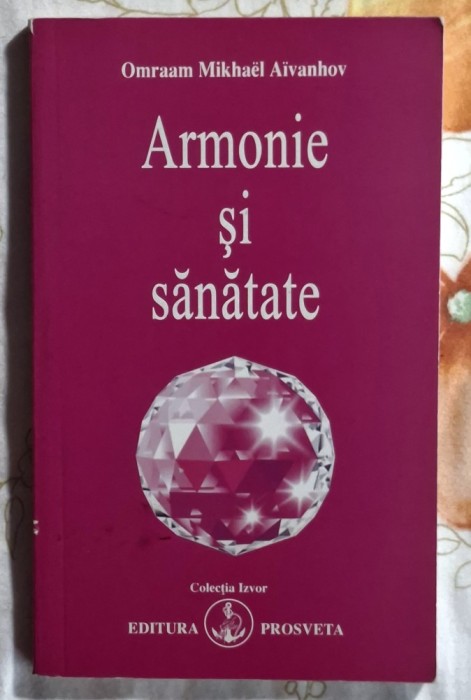 Omraam Mikhaël Aïvanhov
Armonie
şi
sănătate
Colecţia Izvor
EDITURA PROSVETA